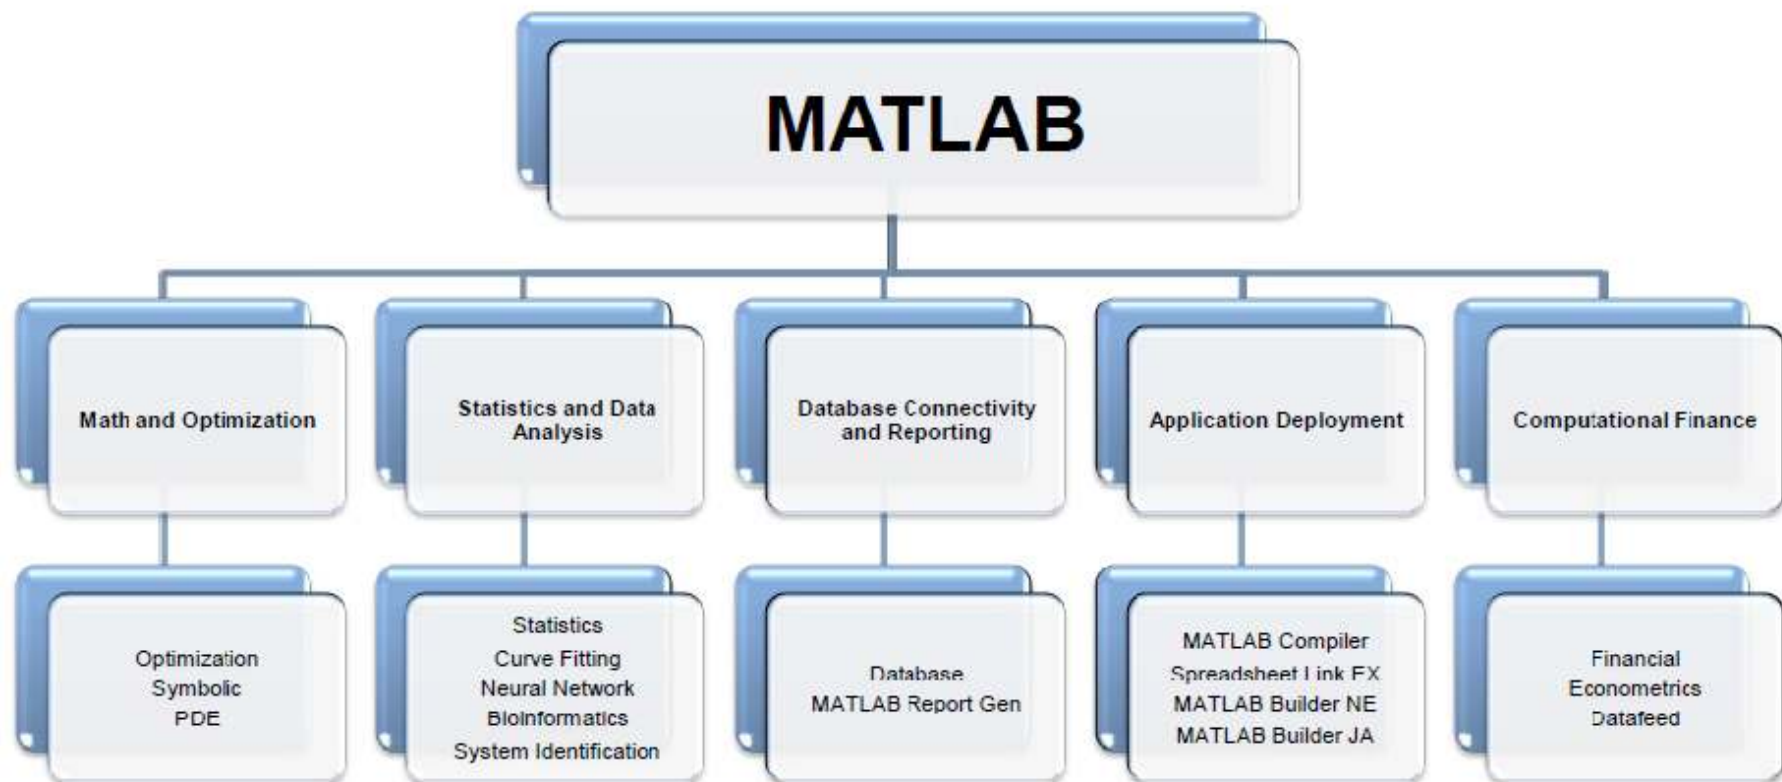 MATLAB
Math and Optimization
Statistics and Data
Analysis
Database Connectivity
and Reporting
Application Deployment
Computational Finance
Optimization
Symbolic
PDE
Statistics
Curve Fitting
Neural Network
Bioinformatics
System Identification
Database
MATLAB Report Gen
MATLAB Compiler
Spreadsheet Link EX
MATLAB Builder NE
MATLAB Builder JA
Financial
Econometrics
Datafeed